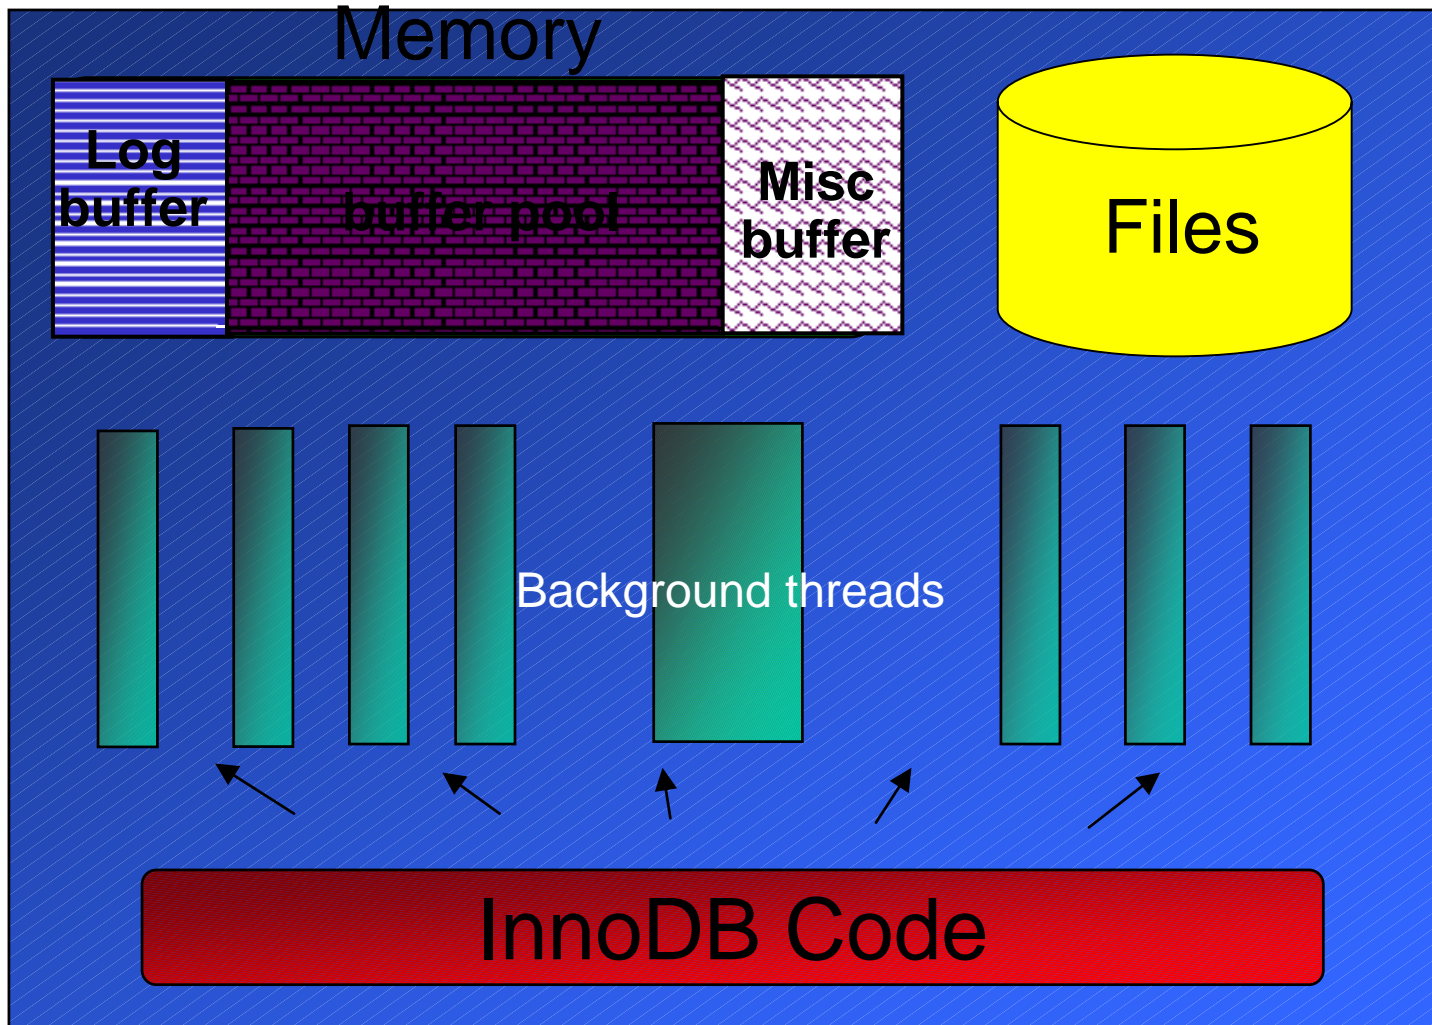 Memory
Log
buffer
buffer pool
Misc
buffer
Files
Background threads
InnoDB Code